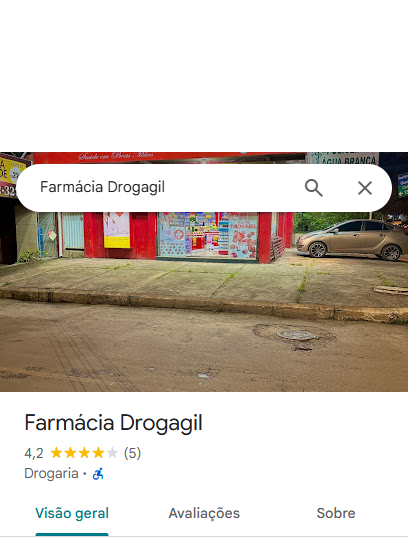 Saúde em Boas Mãos
ÁGUA BRANCA
Farmácia Drogagil
Farmácia Drogagil
4,2 (5)
Drogaria ·
Visão geral
Avaliações
Sobre